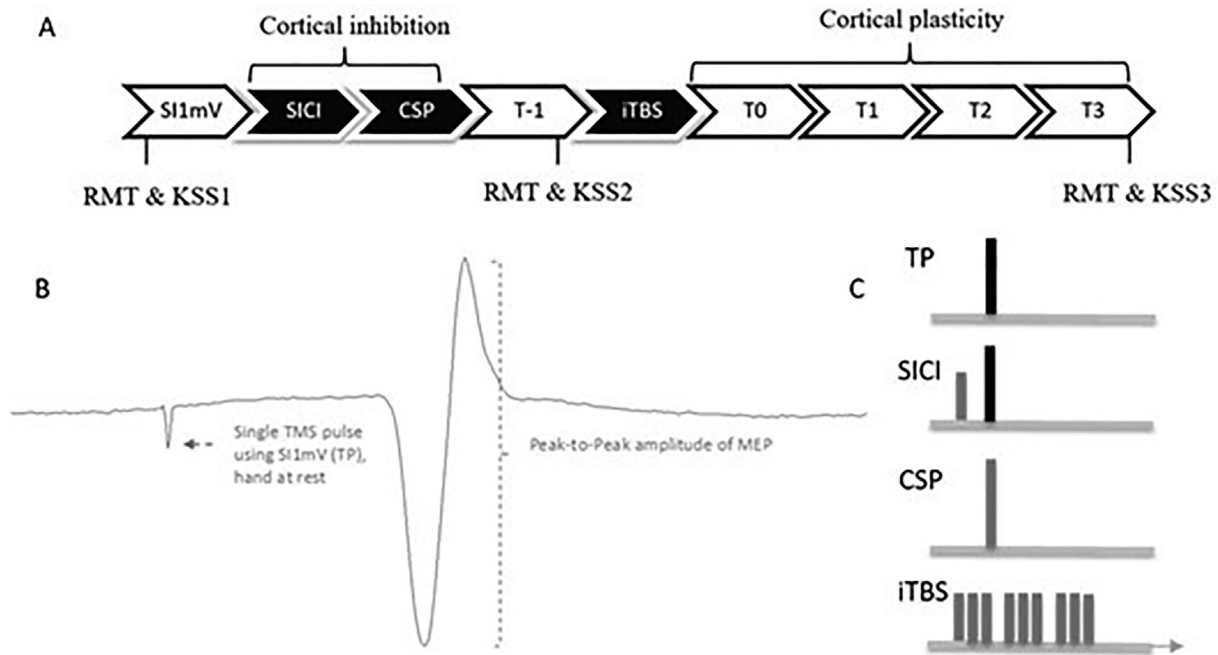 A
Cortical inhibition
Cortical plasticity
SI1mV
SICI
CSP
T-1
iTBS
T0
T1
T2
T3
RMT & KSS1
RMT & KSS2
RMT & KSS3
B
Single TMS pulse
using SI1mV (TP),
hand at rest
Peak-to-Peak amplitude of MEP
C
TP
SICI
CSP
iTBS